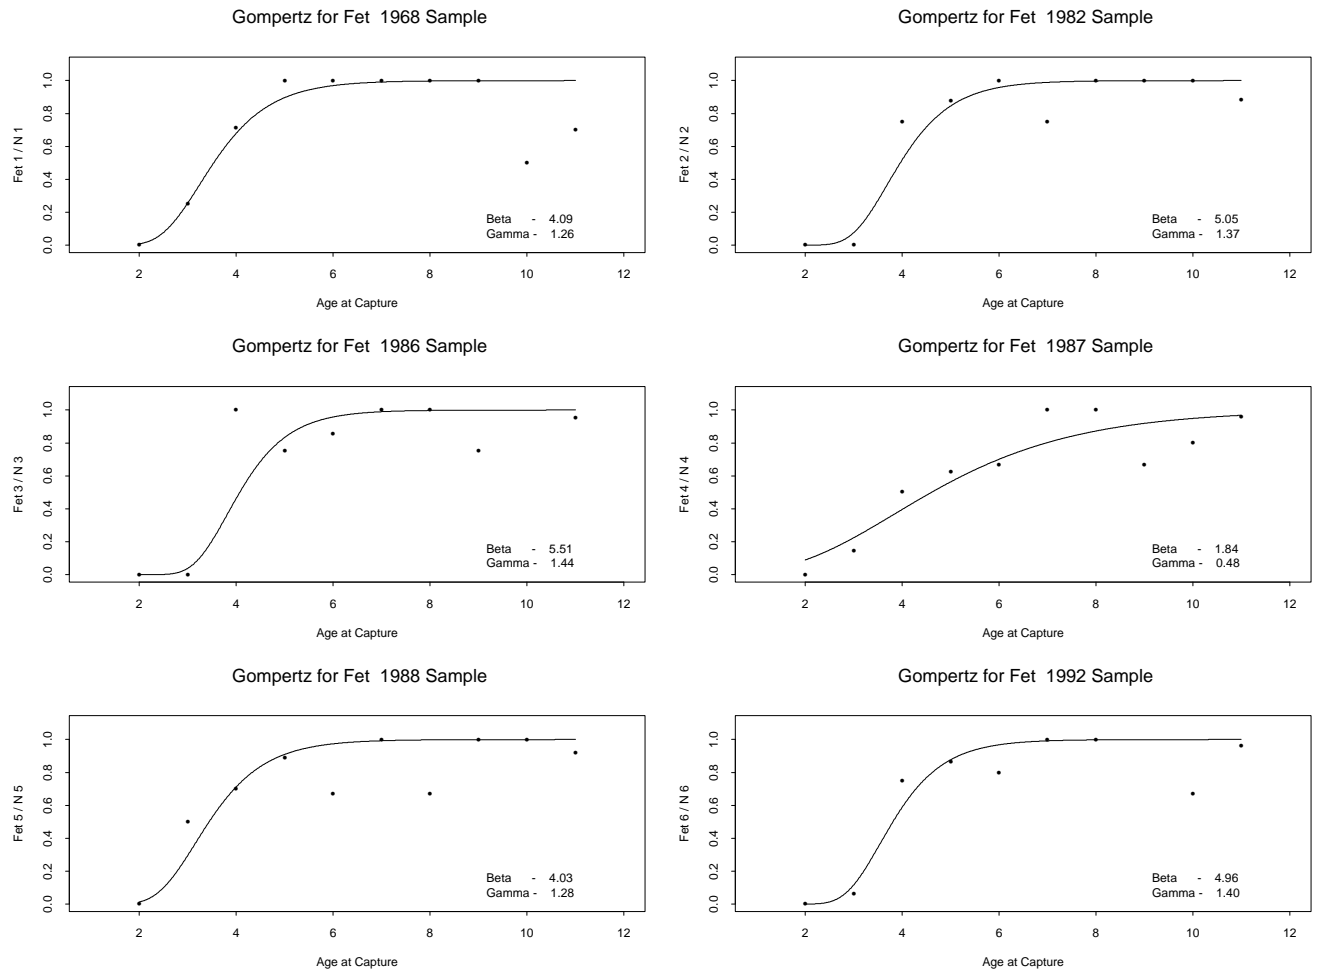 Gompertz for Fet 1968 Sample
Fet 1 / N 1
1.0
0.8
0.6
0.4
0.2
0.0
Beta - 4.09
Gamma - 1.26
2 4 6 8 10 12
Age at Capture
Gompertz for Fet 1982 Sample
Fet 2 / N 2
1.0
0.8
0.6
0.4
0.2
0.0
Beta - 5.05
Gamma - 1.37
2 4 6 8 10 12
Age at Capture
Gompertz for Fet 1986 Sample
Fet 3 / N 3
1.0
0.8
0.6
0.4
0.2
0.0
Beta - 5.51
Gamma - 1.44
2 4 6 8 10 12
Age at Capture
Gompertz for Fet 1987 Sample
Fet 4 / N 4
1.0
0.8
0.6
0.4
0.2
0.0
Beta - 1.84
Gamma - 0.48
2 4 6 8 10 12
Age at Capture
Gompertz for Fet 1988 Sample
Fet 5 / N 5
1.0
0.8
0.6
0.4
0.2
0.0
Beta - 4.03
Gamma - 1.28
2 4 6 8 10 12
Age at Capture
Gompertz for Fet 1992 Sample
Fet 6 / N 6
1.0
0.8
0.6
0.4
0.2
0.0
Beta - 4.96
Gamma - 1.40
2 4 6 8 10 12
Age at Capture